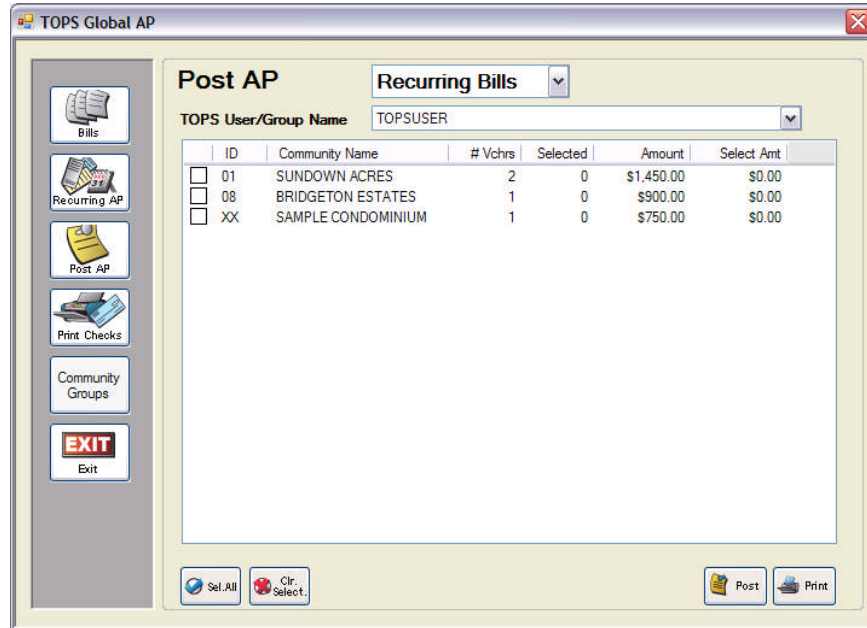 TOPS Global AP
Bills
31
Recurring AP
Post AP
Print Checks
Community
Groups
EXIT
Exit
Post AP Recurring Bills
TOPS User/Group Name TOPSUSER
ID Community Name # Vchrs Selected Amount Select Amt
01 SUNDOWN ACRES 2 0 $1,450.00 $0.00
08 BRIDGETON ESTATES 1 0 $900.00 $0.00
XX SAMPLE CONDOMINIUM 1 0 $750.00 $0.00
Sel.All
Clr.
Select.
Post
Print